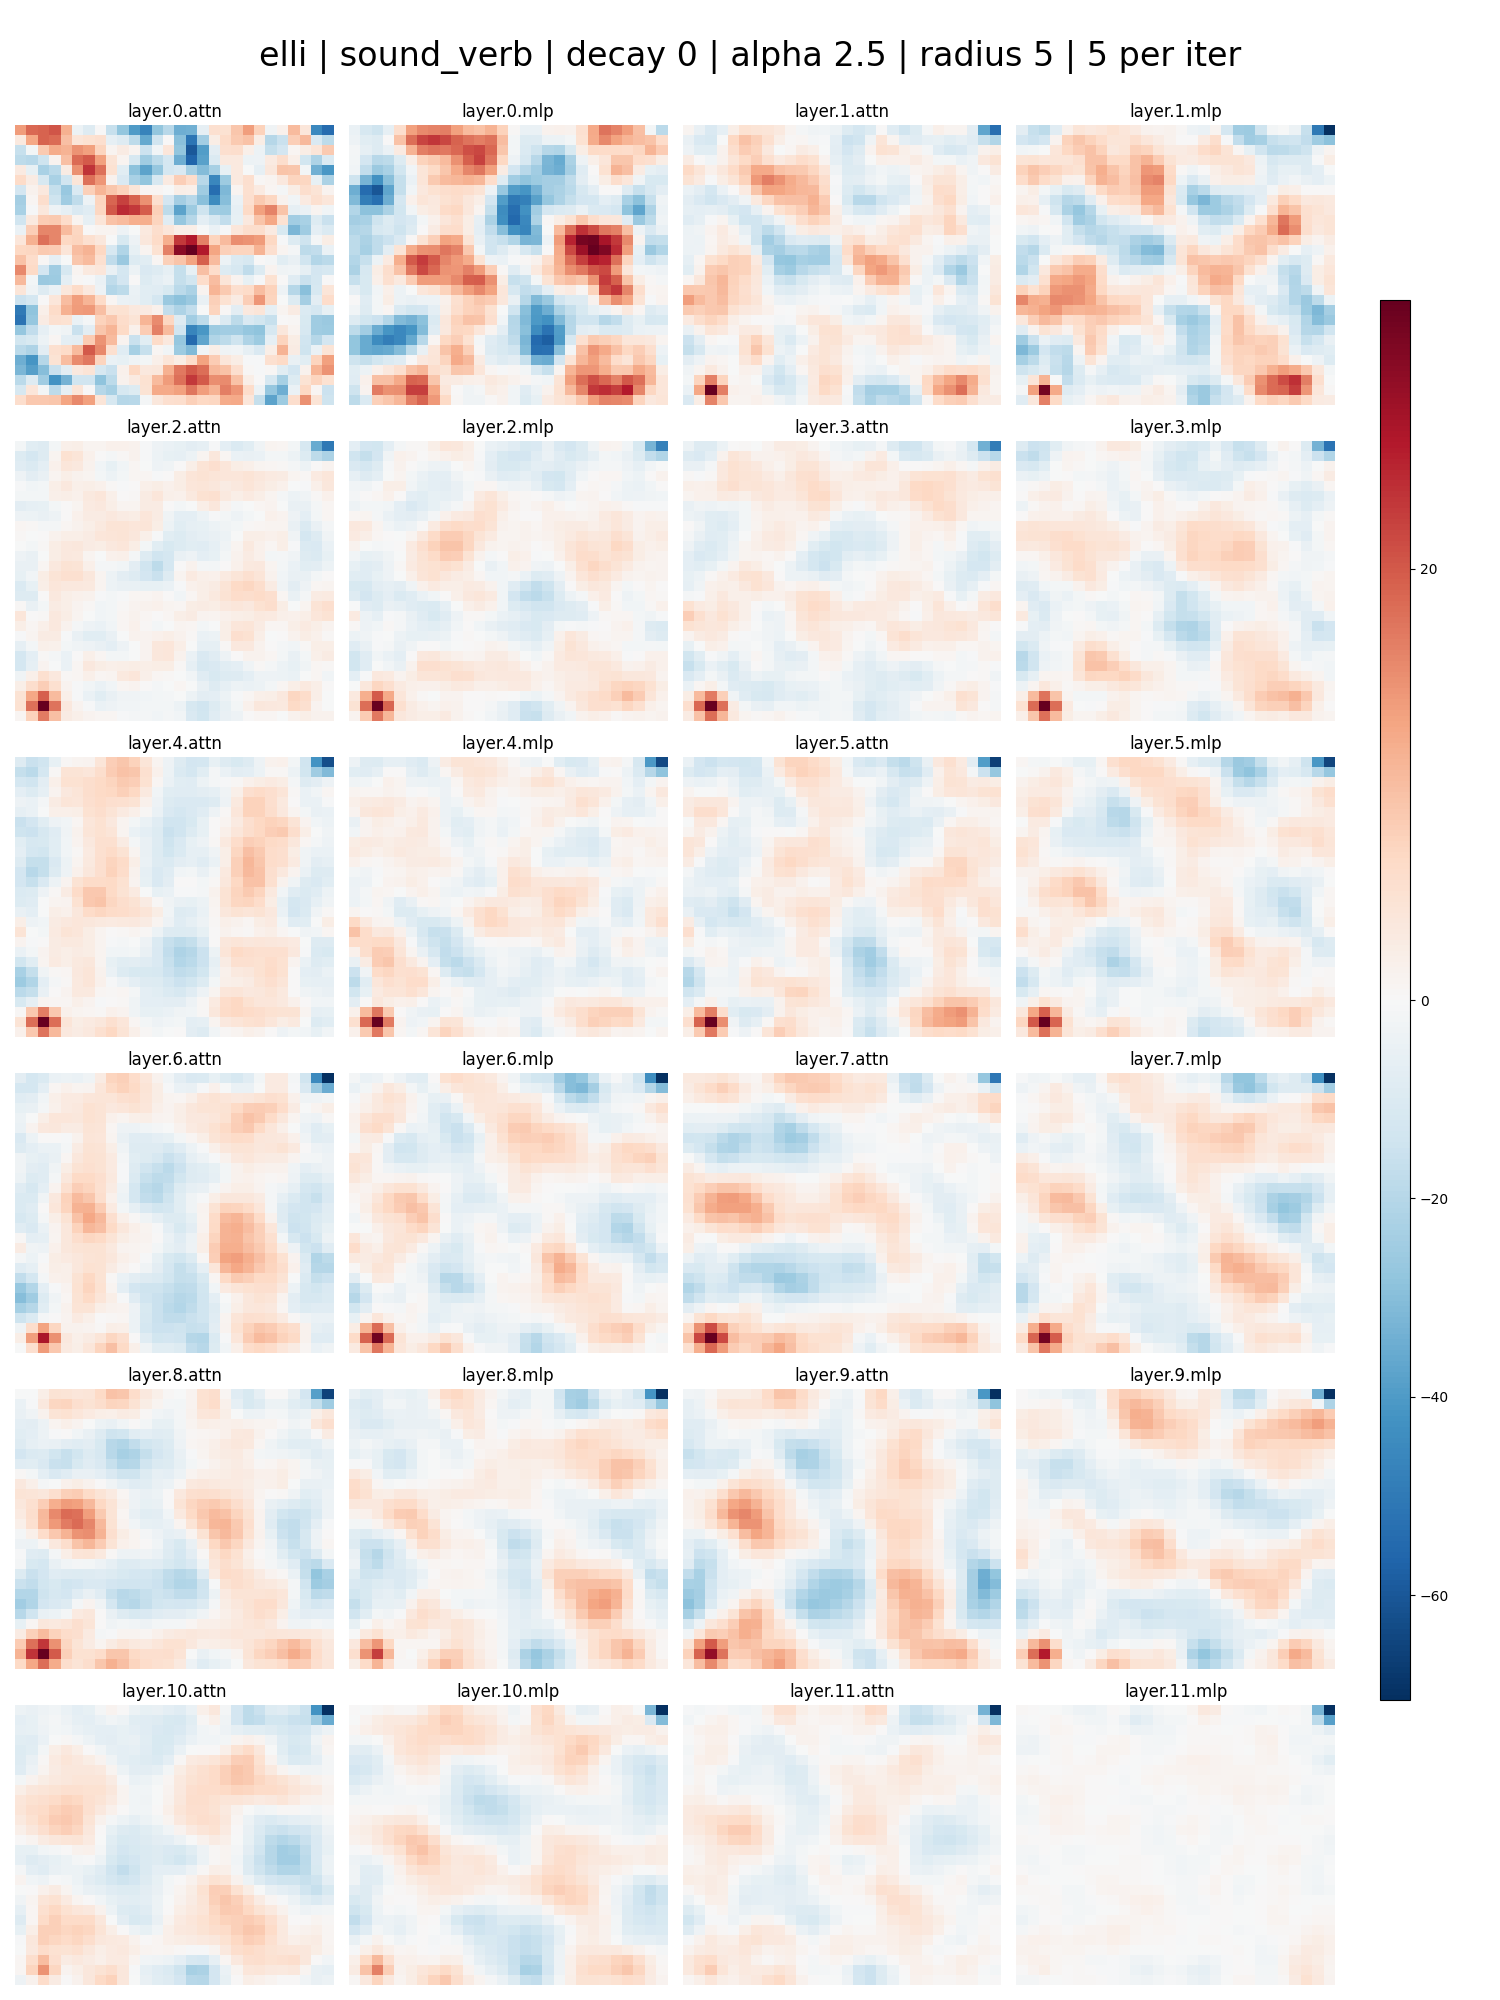 elli | sound_verb | decay 0 | alpha 2.5 | radius 5 | 5 per iter
layer.0.attn
layer.0.mlp
layer.1.attn
layer.1.mlp
layer.2.attn
layer.2.mlp
layer.3.attn
layer.3.mlp
layer.4.attn
layer.4.mlp
layer.5.attn
layer.5.mlp
layer.6.attn
layer.6.mlp
layer.7.attn
layer.7.mlp
layer.8.attn
layer.8.mlp
layer.9.attn
layer.9.mlp
layer.10.attn
layer.10.mlp
layer.11.attn
layer.11.mlp
20
0
−20
−40
−60